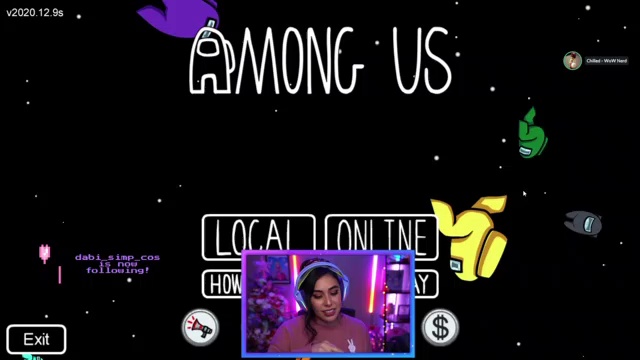 v2020.12.9s
AMONG US
Chilled - WoW Nerd
LOCAL
ONLINE
dabi_simp_cos
is now
following!
HOW
AY
Exit
$